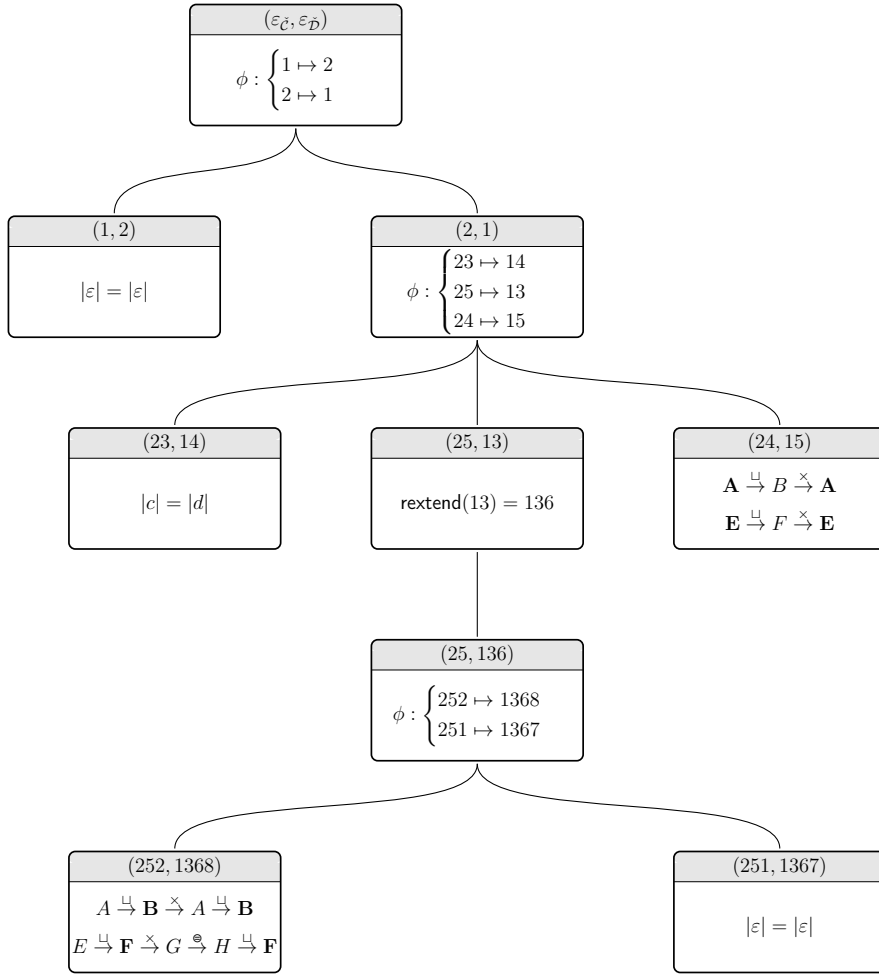 (ε_Č, ε_Ď)
ϕ : { 1 ↦ 2
2 ↦ 1
(1, 2)
|ε| = |ε|
(2, 1)
ϕ : { 23 ↦ 14
25 ↦ 13
24 ↦ 15
(23, 14)
|c| = |d|
(25, 13)
rextend(13) = 136
(24, 15)
𝐀 →^⊔ B →^× 𝐀
𝐄 →^⊔ F →^× 𝐄
(25, 136)
ϕ : { 252 ↦ 1368
251 ↦ 1367
(252, 1368)
A →^⊔ 𝐁 →^× A →^⊔ 𝐁
E →^⊔ 𝐅 →^× G →^⊜ H →^⊔ 𝐅
(251, 1367)
|ε| = |ε|